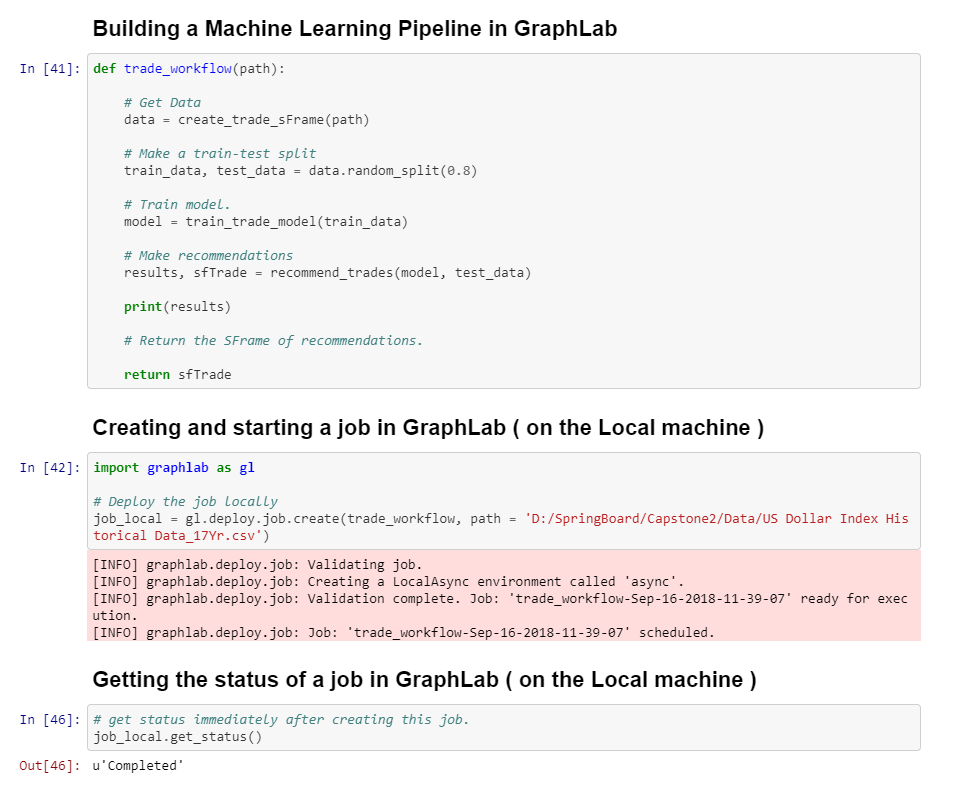 Building a Machine Learning Pipeline in GraphLab
In [41]: def trade_workflow(path):
# Get Data
data = create_trade_sFrame(path)
# Make a train-test split
train_data, test_data = data.random_split(0.8)
# Train model.
model = train_trade_model(train_data)
# Make recommendations
results, sfTrade = recommend_trades(model, test_data)
print(results)
# Return the SFrame of recommendations.
return sfTrade
Creating and starting a job in GraphLab ( on the Local machine )
In [42]: import graphlab as gl
# Deploy the job locally
job_local = gl.deploy.job.create(trade_workflow, path = 'D:/SpringBoard/Capstone2/Data/US Dollar Index His
torical Data_17Yr.csv')
[INFO] graphlab.deploy.job: Validating job.
[INFO] graphlab.deploy.job: Creating a LocalAsync environment called 'async'.
[INFO] graphlab.deploy.job: Validation complete. Job: 'trade_workflow-Sep-16-2018-11-39-07' ready for exec
ution.
[INFO] graphlab.deploy.job: Job: 'trade_workflow-Sep-16-2018-11-39-07' scheduled.
Getting the status of a job in GraphLab ( on the Local machine )
In [46]: # get status immediately after creating this job.
job_local.get_status()
Out[46]: u'Completed'